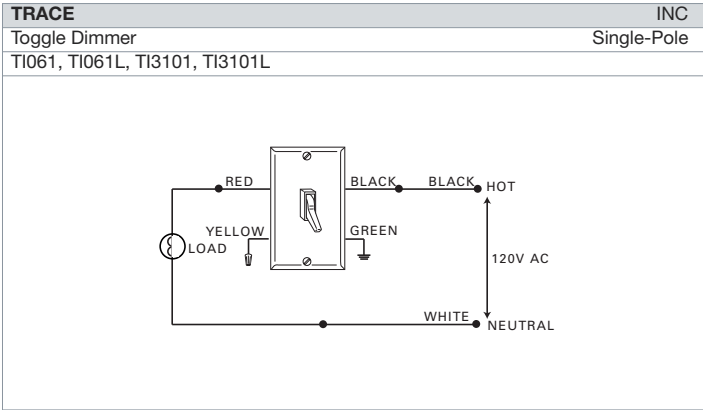 TRACE INC
Toggle Dimmer Single-Pole
TI061, TI061L, TI3101, TI3101L
RED BLACK BLACK HOT
YELLOW GREEN
LOAD
120V AC
WHITE NEUTRAL